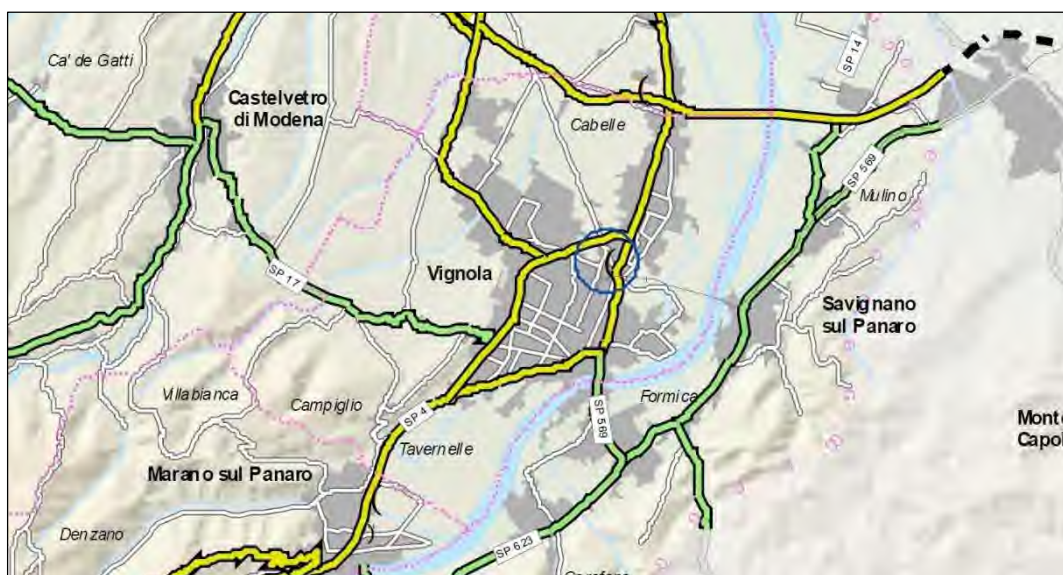 Ca' de Gatti
SP 14
Castelvetro
di Modena
Cabelle
SP 569
Mulino
SP 17
Vignola
Savignano
sul Panaro
Villabianca
Campiglio
SP 4
SP 569
Formica
Monte
Tavernelle
Marano sul Panaro
Denzano
SP 623